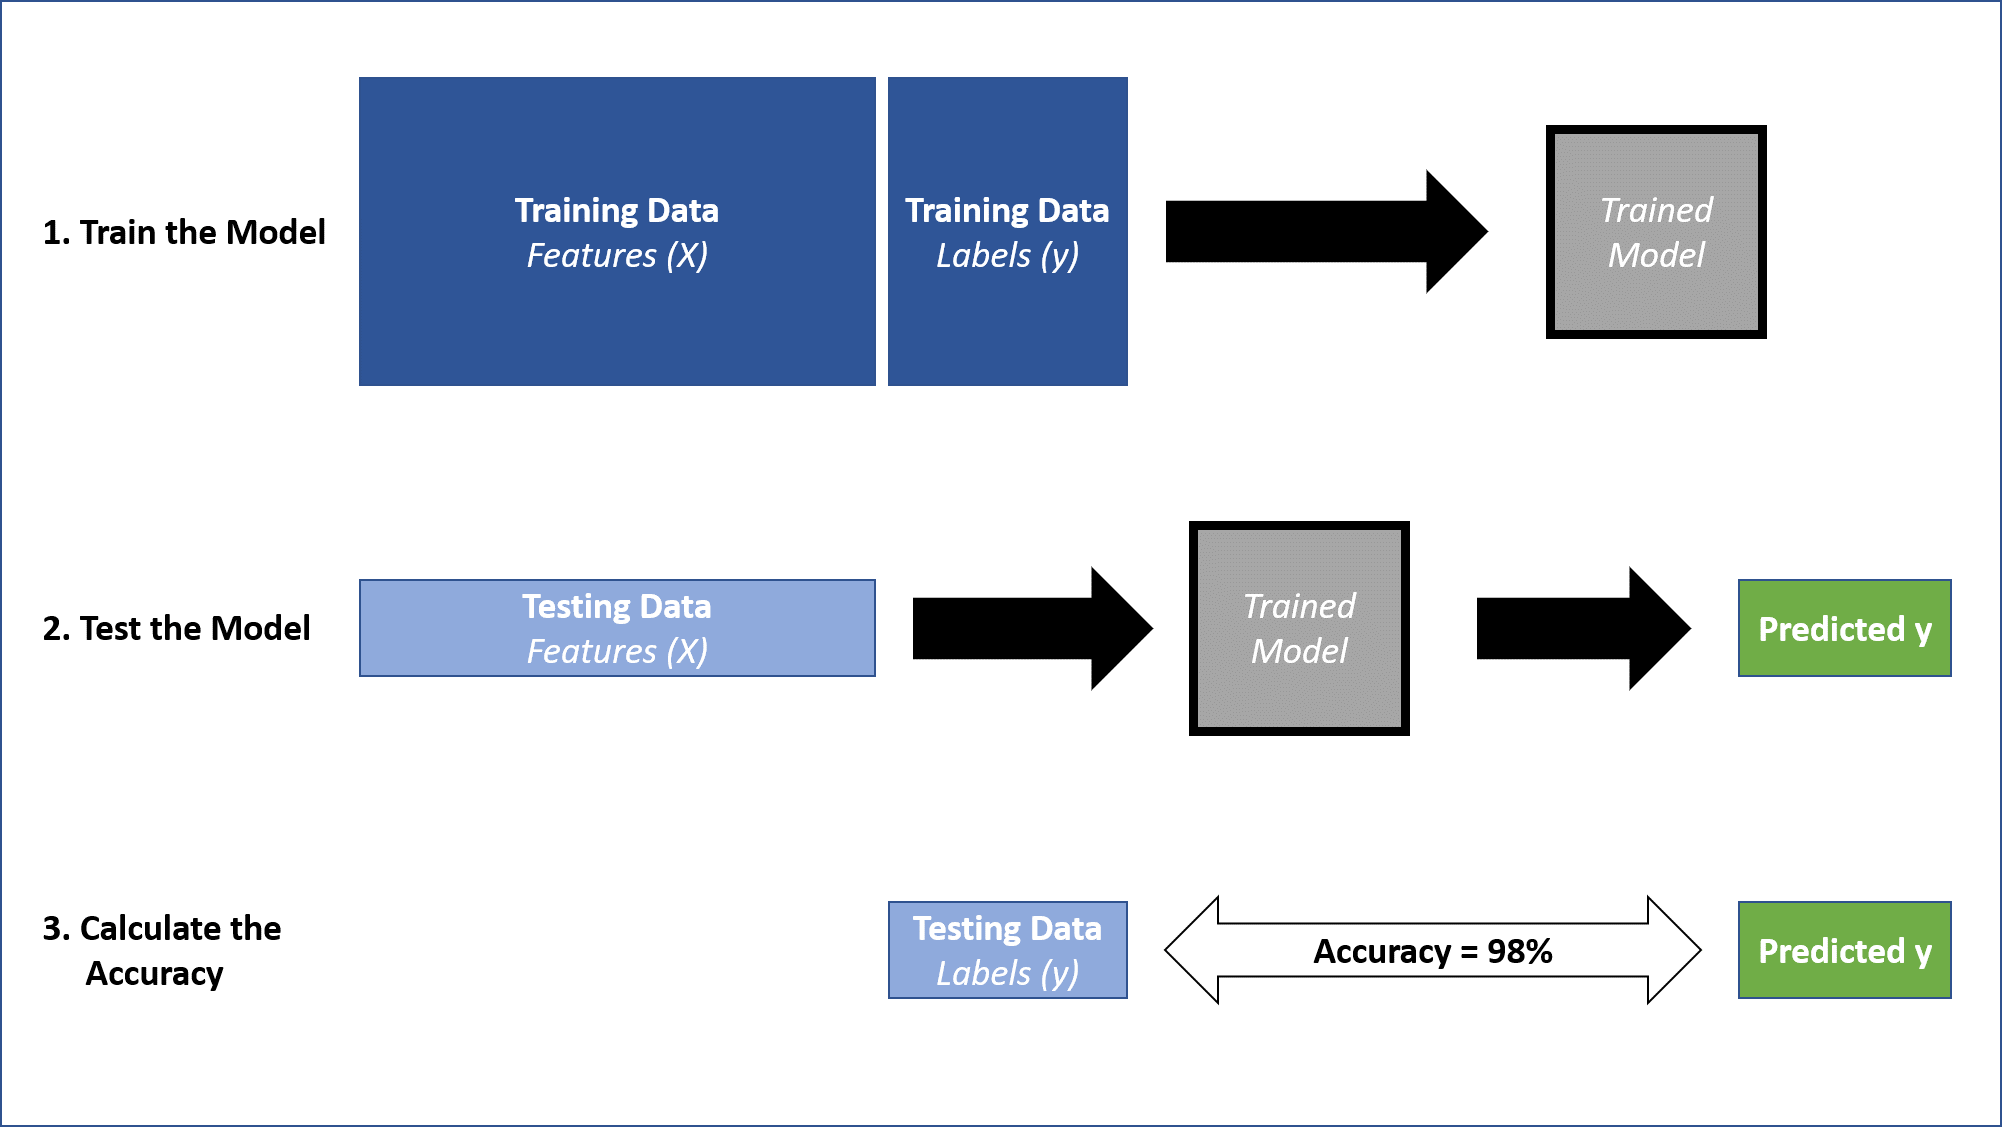 1. Train the Model
Training Data
Features (X)
Training Data
Labels (y)
Trained
Model
2. Test the Model
Testing Data
Features (X)
Trained
Model
Predicted y
3. Calculate the
Accuracy
Testing Data
Labels (y)
Accuracy = 98%
Predicted y